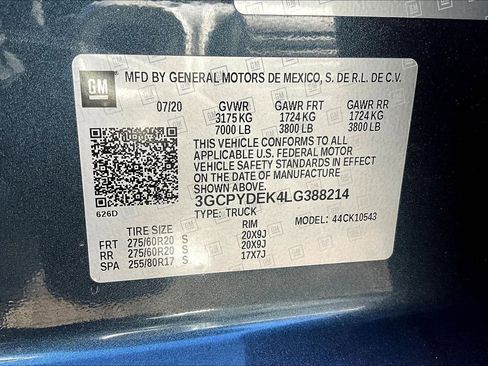 GM
MFD BY GENERAL MOTORS DE MEXICO, S. DE R.L. DE C.V.
07/20 GVWR GAWR FRT GAWR RR
3175 KG 1724 KG 1724 KG
7000 LB 3800 LB 3800 LB
THIS VEHICLE CONFORMS TO ALL
APPLICABLE U.S. FEDERAL MOTOR
VEHICLE SAFETY STANDARDS IN EFFECT
ON THE DATE OF MANUFACTURE
SHOWN ABOVE.
3GCPYDEK4LG388214
626D
TYPE: TRUCK MODEL: 44CK10543
TIRE SIZE RIM
FRT 275/60R20 S 20X9J
RR 275/60R20 S 20X9J
SPA 255/80R17 S 17X7J